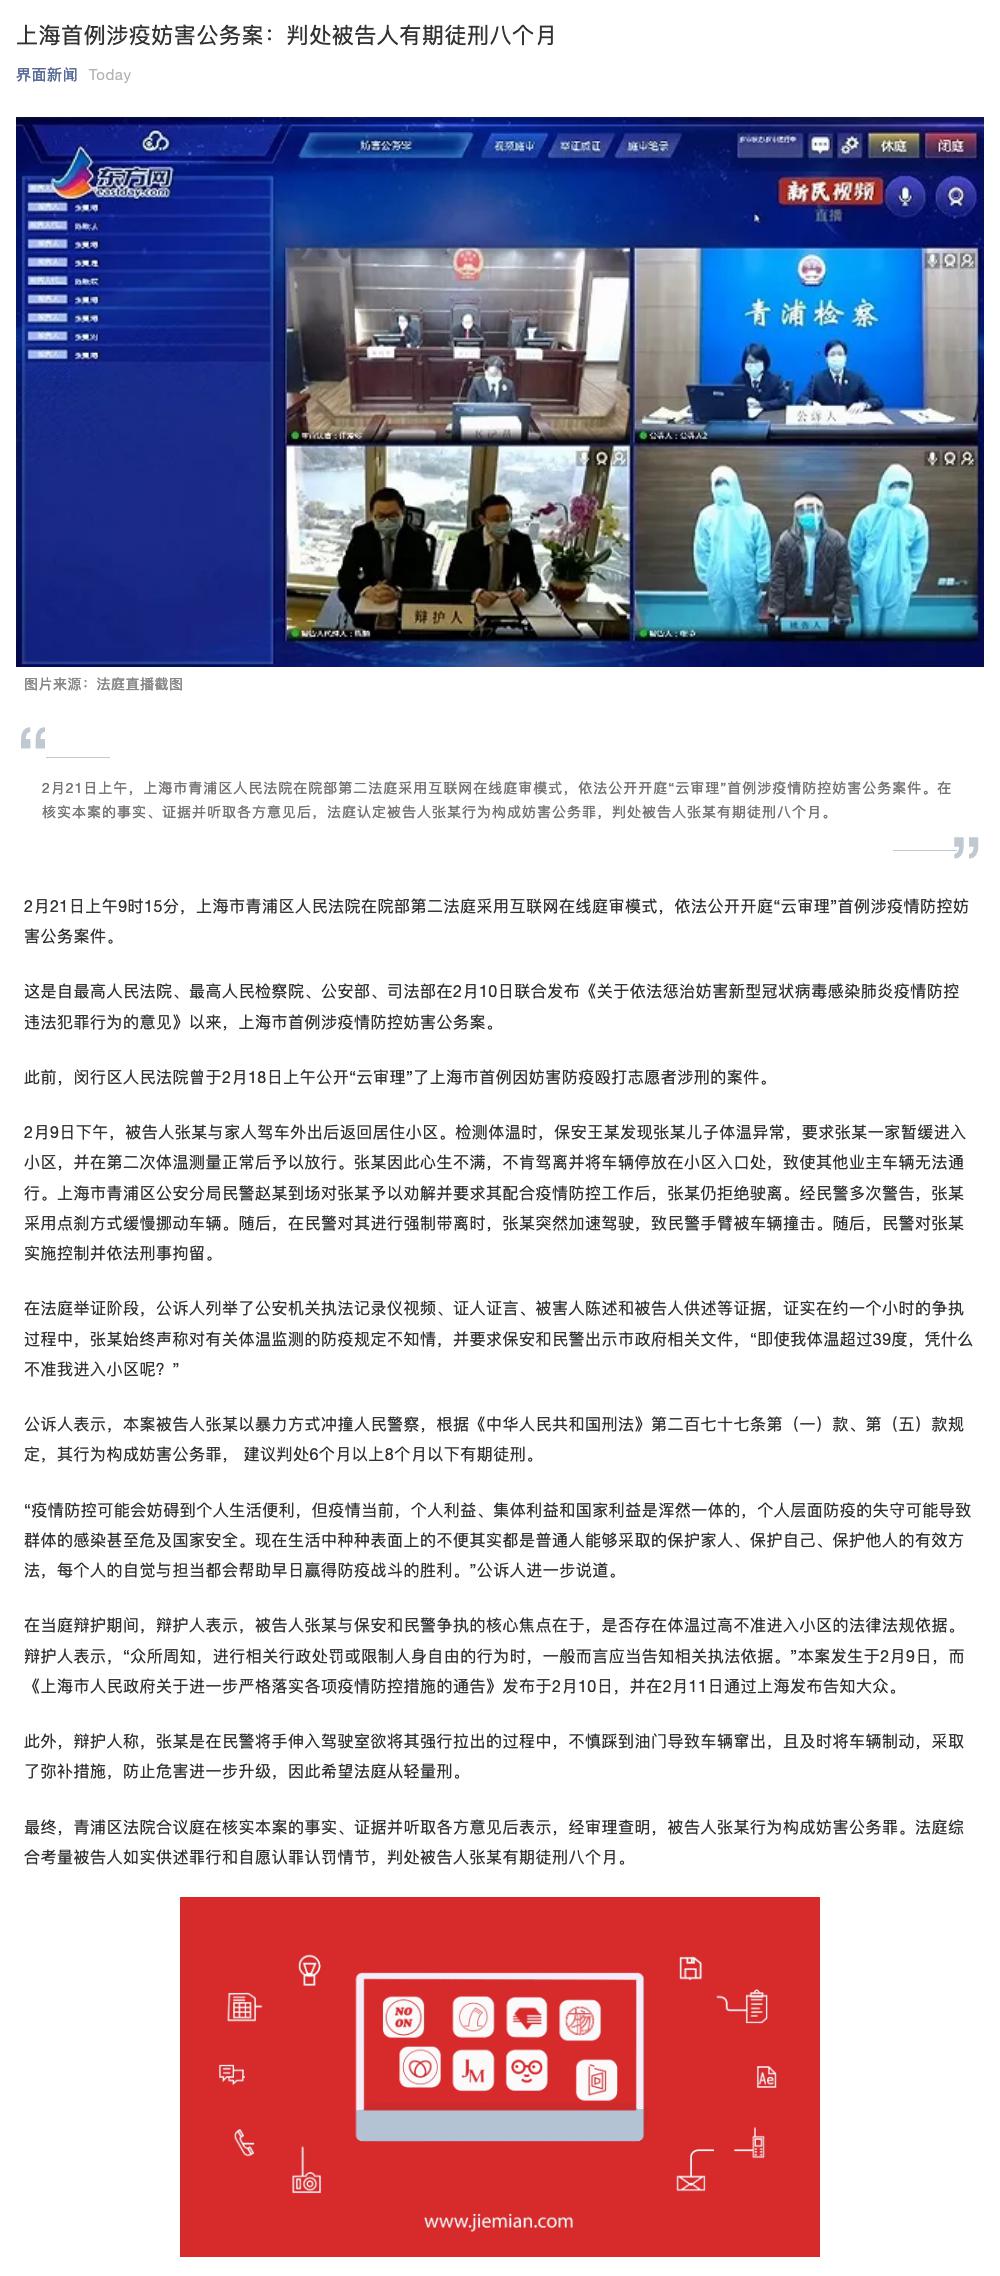 上海首例涉疫妨害公务案：判处被告人有期徒刑八个月
界面新闻 Today
妨害公务罪 视频庭审 举证质证 庭审笔录 休庭 闭庭
东方网
eastday.com
新民视频
直播
青浦检察
公诉人
辩护人
被告人
图片来源：法庭直播截图
2月21日上午，上海市青浦区人民法院在院部第二法庭采用互联网在线庭审模式，依法公开开庭“云审理”首例涉疫情防控妨害公务案件。在
核实本案的事实、证据并听取各方意见后，法庭认定被告人张某行为构成妨害公务罪，判处被告人张某有期徒刑八个月。
2月21日上午9时15分，上海市青浦区人民法院在院部第二法庭采用互联网在线庭审模式，依法公开开庭“云审理”首例涉疫情防控妨
害公务案件。
这是自最高人民法院、最高人民检察院、公安部、司法部在2月10日联合发布《关于依法惩治妨害新型冠状病毒感染肺炎疫情防控
违法犯罪行为的意见》以来，上海市首例涉疫情防控妨害公务案。
此前，闵行区人民法院曾于2月18日上午公开“云审理”了上海市首例因妨害防疫殴打志愿者涉刑的案件。
2月9日下午，被告人张某与家人驾车外出后返回居住小区。检测体温时，保安王某发现张某儿子体温异常，要求张某一家暂缓进入
小区，并在第二次体温测量正常后予以放行。张某因此心生不满，不肯驾离并将车辆停放在小区入口处，致使其他业主车辆无法通
行。上海市青浦区公安分局民警赵某到场对张某予以劝解并要求其配合疫情防控工作后，张某仍拒绝驶离。经民警多次警告，张某
采用点刹方式缓慢挪动车辆。随后，在民警对其进行强制带离时，张某突然加速驾驶，致民警手臂被车辆撞击。随后，民警对张某
实施控制并依法刑事拘留。
在法庭举证阶段，公诉人列举了公安机关执法记录仪视频、证人证言、被害人陈述和被告人供述等证据，证实在约一个小时的争执
过程中，张某始终声称对有关体温监测的防疫规定不知情，并要求保安和民警出示市政府相关文件，“即使我体温超过39度，凭什么
不准我进入小区呢？”
公诉人表示，本案被告人张某以暴力方式冲撞人民警察，根据《中华人民共和国刑法》第二百七十七条第（一）款、第（五）款规
定，其行为构成妨害公务罪， 建议判处6个月以上8个月以下有期徒刑。
“疫情防控可能会妨碍到个人生活便利，但疫情当前，个人利益、集体利益和国家利益是浑然一体的，个人层面防疫的失守可能导致
群体的感染甚至危及国家安全。现在生活中种种表面上的不便其实都是普通人能够采取的保护家人、保护自己、保护他人的有效方
法，每个人的自觉与担当都会帮助早日赢得防疫战斗的胜利。”公诉人进一步说道。
在当庭辩护期间，辩护人表示，被告人张某与保安和民警争执的核心焦点在于，是否存在体温过高不准进入小区的法律法规依据。
辩护人表示，“众所周知，进行相关行政处罚或限制人身自由的行为时，一般而言应当告知相关执法依据。”本案发生于2月9日，而
《上海市人民政府关于进一步严格落实各项疫情防控措施的通告》发布于2月10日，并在2月11日通过上海发布告知大众。
此外，辩护人称，张某是在民警将手伸入驾驶室欲将其强行拉出的过程中，不慎踩到油门导致车辆窜出，且及时将车辆制动，采取
了弥补措施，防止危害进一步升级，因此希望法庭从轻量刑。
最终，青浦区法院合议庭在核实本案的事实、证据并听取各方意见后表示，经审理查明，被告人张某行为构成妨害公务罪。法庭综
合考量被告人如实供述罪行和自愿认罪认罚情节，判处被告人张某有期徒刑八个月。
NO
ON
物
JM
Ae
www.jiemian.com